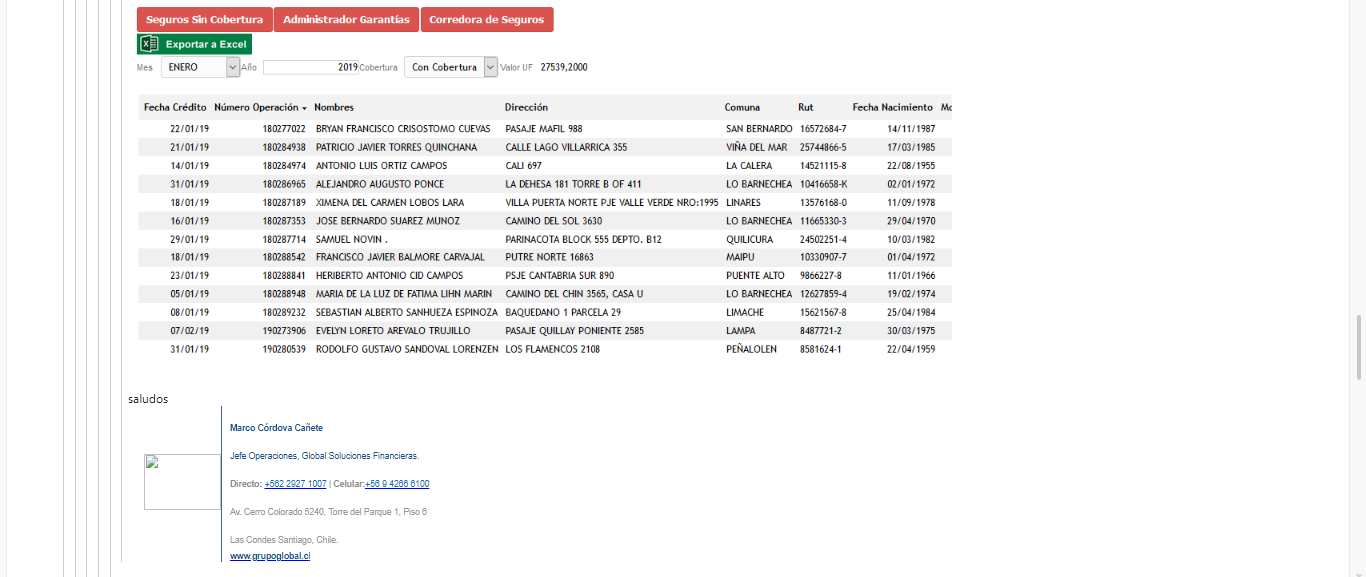 Seguros Sin Cobertura Administrador Garantías Corredora de Seguros
Exportar a Excel
Mes ENERO Año 2019 Cobertura Con Cobertura Valor UF 27539,2000
Fecha Crédito Número Operación Nombres Dirección Comuna Rut Fecha Nacimiento Mo
22/01/19 180277022 BRYAN FRANCISCO CRISOSTOMO CUEVAS PASAJE MAFIL 988 SAN BERNARDO 16572684-7 14/11/1987
21/01/19 180284938 PATRICIO JAVIER TORRES QUINCHANA CALLE LAGO VILLARRICA 355 VIÑA DEL MAR 25744866-5 17/03/1985
14/01/19 180284974 ANTONIO LUIS ORTIZ CAMPOS CALI 697 LA CALERA 14521115-8 22/08/1955
31/01/19 180286965 ALEJANDRO AUGUSTO PONCE LA DEHESA 181 TORRE B OF 411 LO BARNECHEA 10416658-K 02/01/1972
18/01/19 180287189 XIMENA DEL CARMEN LOBOS LARA VILLA PUERTA NORTE PJE VALLE VERDE NRO:1995 LINARES 13576168-0 11/09/1978
16/01/19 180287353 JOSE BERNARDO SUAREZ MUNOZ CAMINO DEL SOL 3630 LO BARNECHEA 11665330-3 29/04/1970
29/01/19 180287714 SAMUEL NOVIN . PARINACOTA BLOCK 555 DEPTO. B12 QUILICURA 24502251-4 10/03/1982
18/01/19 180288542 FRANCISCO JAVIER BALMORE CARVAJAL PUTRE NORTE 16863 MAIPU 10330907-7 01/04/1972
23/01/19 180288841 HERIBERTO ANTONIO CID CAMPOS PSJE CANTABRIA SUR 890 PUENTE ALTO 9866227-8 11/01/1966
05/01/19 180288948 MARIA DE LA LUZ DE FATIMA LIHN MARIN CAMINO DEL CHIN 3565, CASA U LO BARNECHEA 12627859-4 19/02/1974
08/01/19 180289232 SEBASTIAN ALBERTO SANHUEZA ESPINOZA BAQUEDANO 1 PARCELA 29 LIMACHE 15621567-8 25/04/1984
07/02/19 190273906 EVELYN LORETO AREVALO TRUJILLO PASAJE QUILLAY PONIENTE 2585 LAMPA 8487721-2 30/03/1975
31/01/19 190280539 RODOLFO GUSTAVO SANDOVAL LORENZEN LOS FLAMENCOS 2108 PEÑALOLEN 8581624-1 22/04/1959
saludos
Marco Córdova Cañete
Jefe Operaciones, Global Soluciones Financieras.
Directo: +562 2927 1007 | Celular:+56 9 4266 6100
Av. Cerro Colorado 5240, Torre del Parque 1, Piso 6
Las Condes Santiago, Chile.
www.grupoglobal.cl